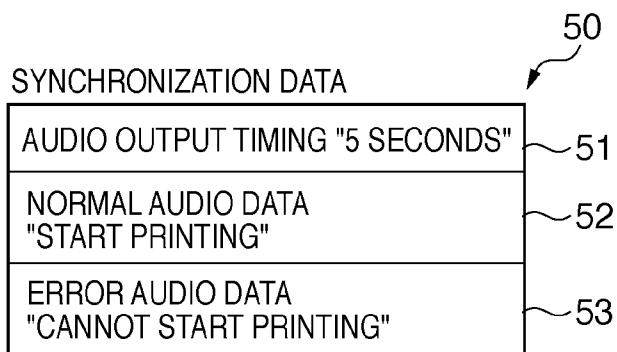 50
SYNCHRONIZATION DATA
AUDIO OUTPUT TIMING "5 SECONDS"
51
NORMAL AUDIO DATA
"START PRINTING"
52
ERROR AUDIO DATA
"CANNOT START PRINTING"
53